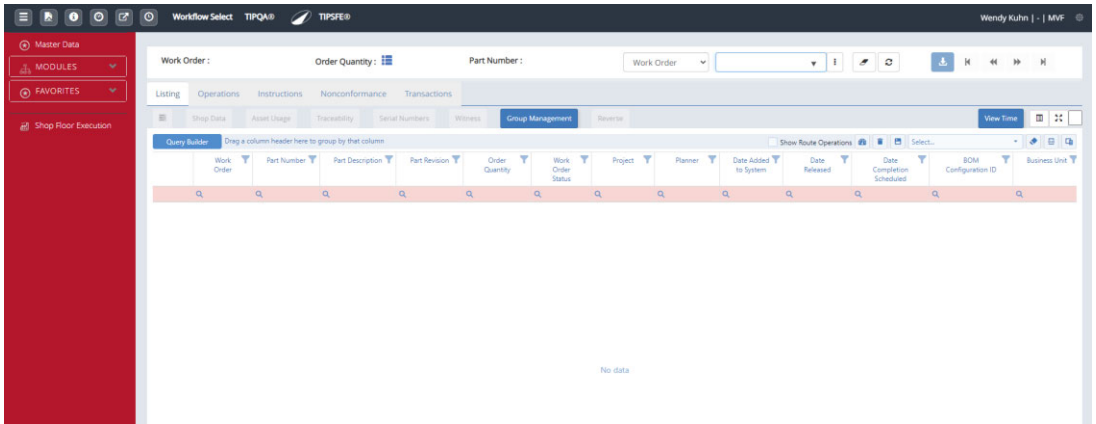 Workflow Select TIPQA® TIPSFE® Wendy Kuhn | - | MVF
Master Data
MODULES
FAVORITES
Shop Floor Execution
Work Order : Order Quantity : Part Number : Work Order
Listing Operations Instructions Nonconformance Transactions
Shop Data Asset Usage Traceability Serial Numbers Witness Group Management Reverse View Time
Query Builder Drag a column header here to group by that column Show Route Operations Select...
Work Order Part Number Part Description Part Revision Order Quantity Work Order Status Project Planner Date Added to System Date Released Date Completion Scheduled BOM Configuration ID Business Unit
No data